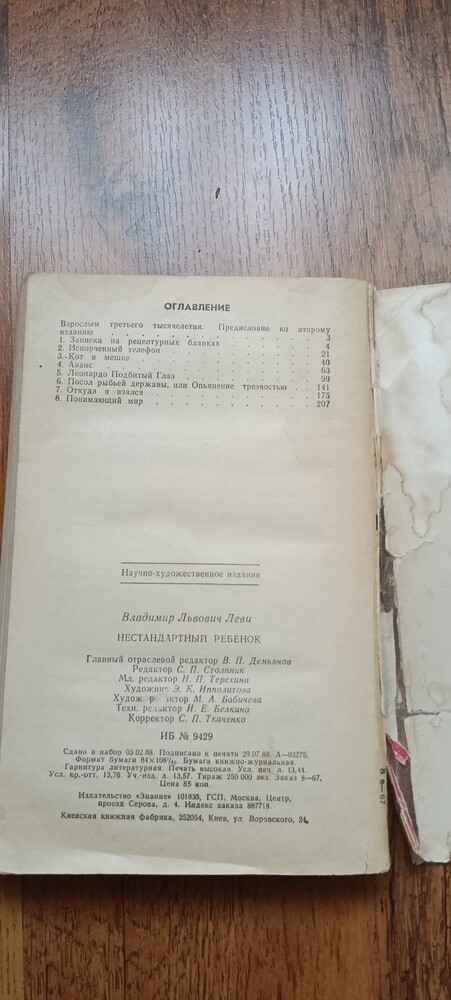 ОГЛАВЛЕНИЕ
Взрослым третьего тысячелетия. Предисловие ко второму
изданию . . . . . . . . . . . . 3
1. Записки на рецептурных бланках . . . . . . 4
2. Испорченный телефон . . . . . . . . . 21
3. Кот в мешке . . . . . . . . . . . 40
4. Аванс . . . . . . . . . . . . . 63
5. Леонардо Подбитый Глаз . . . . . . . . 99
6. Посол рыбьей державы, или Опьянение трезвостью . . 141
7. Откуда я взялся . . . . . . . . . . 175
8. Понимающий мир . . . . . . . . . . 207
Научно-художественное издание
Владимир Львович Леви
НЕСТАНДАРТНЫЙ РЕБЕНОК
Главный отраслевой редактор В. П. Демьянов
Редактор С. П. Столпник
Мл. редактор Н. П. Терехина
Художник Э. К. Ипполитова
Худож. редактор М. А. Бабичева
Техн. редактор И. Е. Белкина
Корректор С. П. Ткаченко
ИБ № 9429
Сдано в набор 03.02.88. Подписано к печати 29.07.88. А—03275.
Формат бумаги 84×108¹/₃₂. Бумага книжно-журнальная.
Гарнитура литературная. Печать высокая. Усл. печ. л. 13,44.
Усл. кр.-отт. 13,76. Уч.-изд. л. 13,57. Тираж 250 000 экз. Заказ 8—67.
Цена 85 коп.
Издательство «Знание» 101835, ГСП, Москва, Центр,
проезд Серова, д. 4. Индекс заказа 887718.
Киевская книжная фабрика, 252054, Киев, ул. Воровского, 24.
8—67